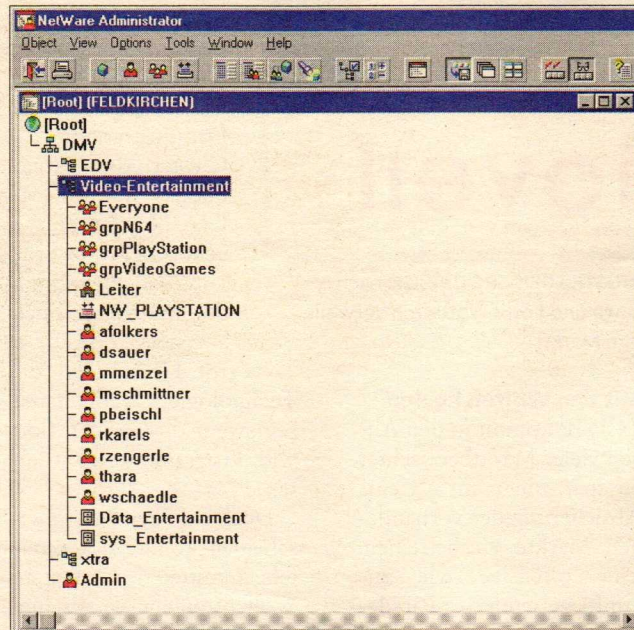 NetWare Administrator
Object View Options Tools Window Help
[Root] (FELDKIRCHEN)
[Root]
DMV
EDV
Video-Entertainment
Everyone
grpN64
grpPlayStation
grpVideoGames
Leiter
NW_PLAYSTATION
afolkers
dsauer
mmenzel
mschmittner
pbeischl
rkarels
rzengerle
thara
wschaedle
Data_Entertainment
sys_Entertainment
xtra
Admin